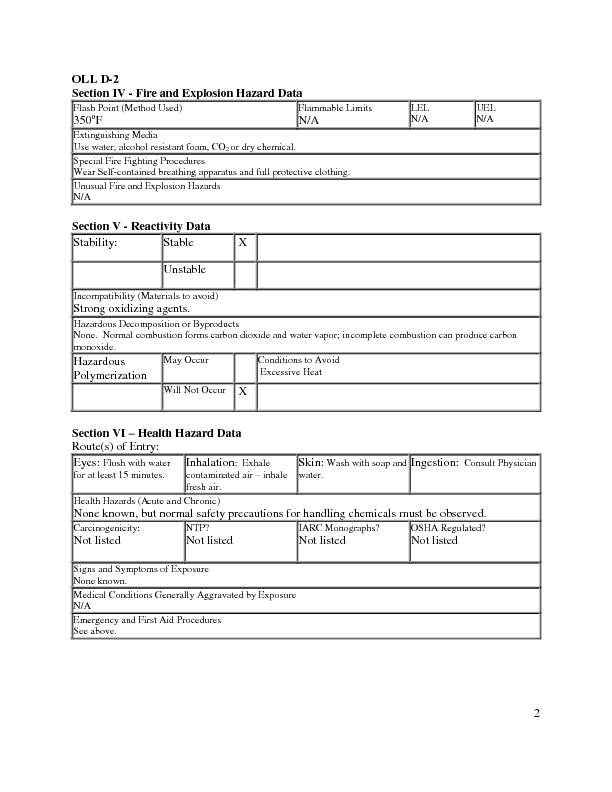 OLL D-2
Section IV - Fire and Explosion Hazard Data
Flash Point (Method Used)
350°F
Flammable Limits
N/A
LEL
N/A
UEL
N/A
Extinguishing Media
Use water, alcohol resistant foam, CO₂ or dry chemical.
Special Fire Fighting Procedures
Wear Self-contained breathing apparatus and full protective clothing.
Unusual Fire and Explosion Hazards
N/A
Section V - Reactivity Data
Stability: Stable X
Unstable
Incompatibility (Materials to avoid)
Strong oxidizing agents.
Hazardous Decomposition or Byproducts
None.  Normal combustion forms carbon dioxide and water vapor; incomplete combustion can produce carbon
monoxide.
Hazardous
Polymerization
May Occur
Conditions to Avoid
Excessive Heat
Will Not Occur X
Section VI – Health Hazard Data
Route(s) of Entry:
Eyes: Flush with water
for at least 15 minutes.
Inhalation: Exhale
contaminated air – inhale
fresh air.
Skin: Wash with soap and
water.
Ingestion: Consult Physician
Health Hazards (Acute and Chronic)
None known, but normal safety precautions for handling chemicals must be observed.
Carcinogenicity:
Not listed
NTP?
Not listed
IARC Monographs?
Not listed
OSHA Regulated?
Not listed
Signs and Symptoms of Exposure
None known.
Medical Conditions Generally Aggravated by Exposure
N/A
Emergency and First Aid Procedures
See above.
2